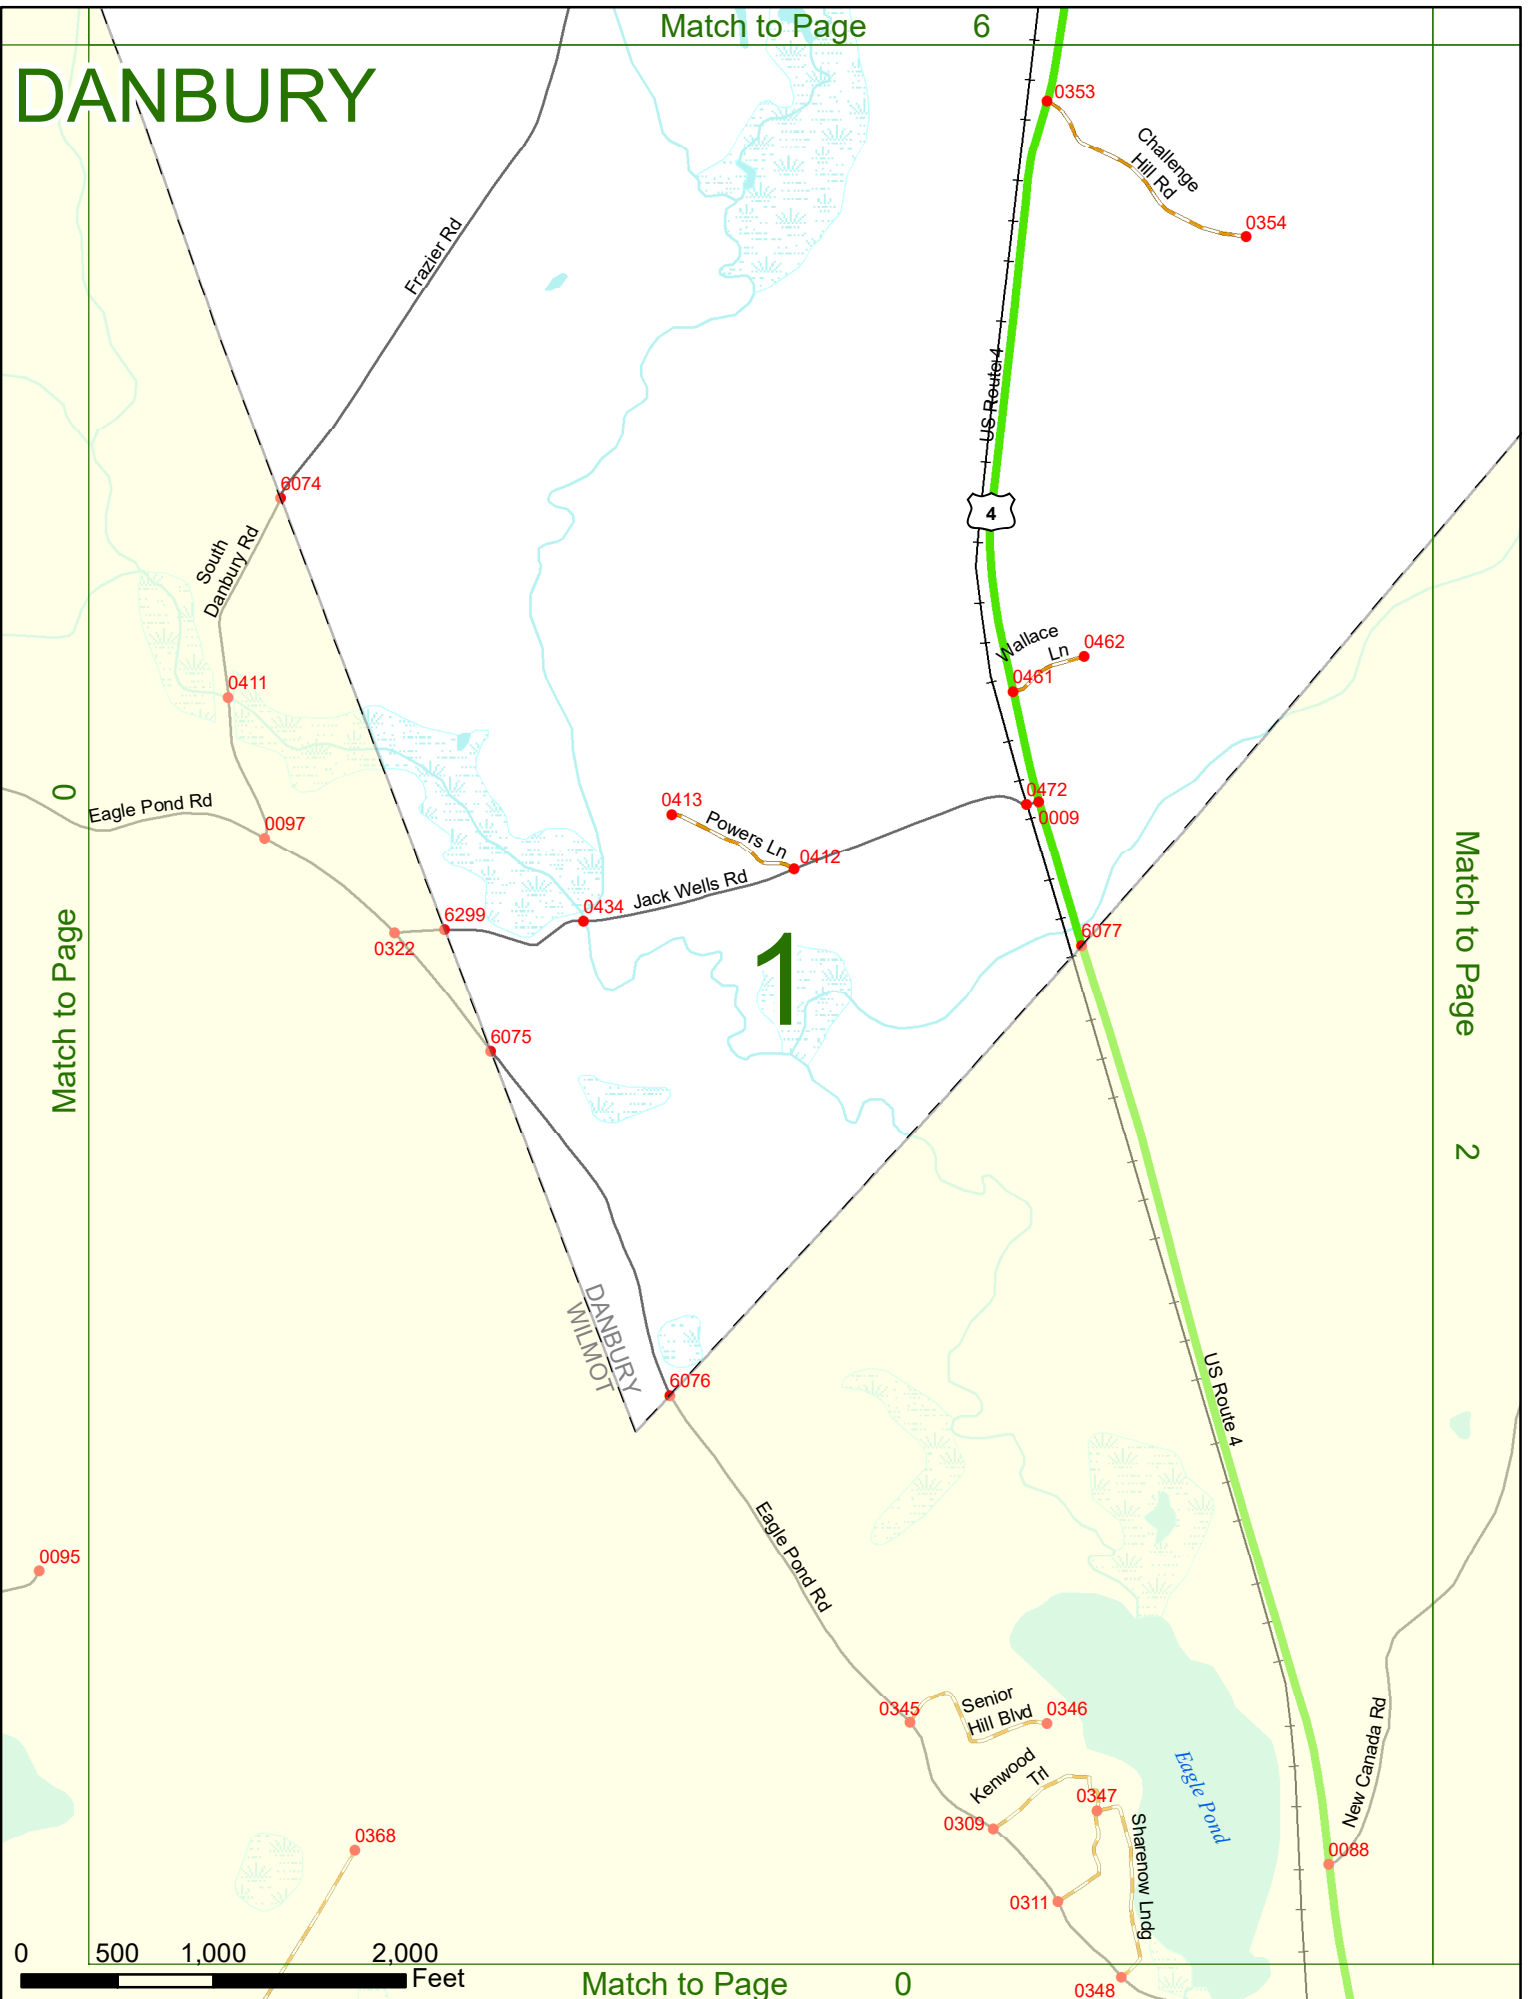 Match to Page 6
DANBURY
0353
Challenge
Hill Rd
0354
Frazier Rd
US Route 4
4
6074
South
Danbury Rd
Wallace
Ln
0462
0461
0411
0
Eagle Pond Rd
0097
0413
Powers Ln
0412
0472
0009
Jack Wells Rd
0434
6299
0322
1
6077
Match to Page
Match to Page
2
6075
DANBURY
WILMOT
6076
US Route 4
Eagle Pond Rd
0095
0345
Senior
Hill Blvd
0346
Kenwood
Trl
0347
0309
Eagle Pond
New Canada Rd
Sharenow Lndg
0368
0088
0311
0 500 1,000 2,000
Feet
Match to Page 0
0348